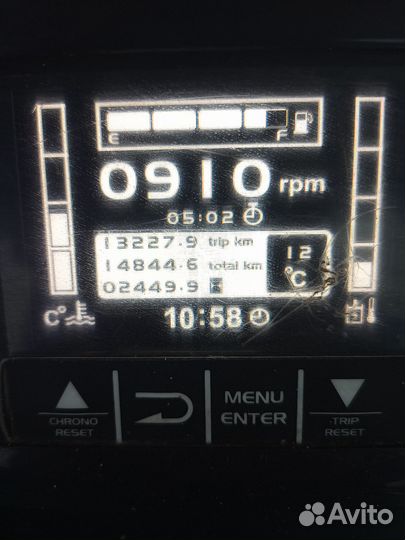 E F
0910 rpm
05:02
13227.9 trip km
14844.6 total km
02449.9
12
°C
C°
10:58
CHRONO
RESET
MENU
ENTER
TRIP
RESET
Avito